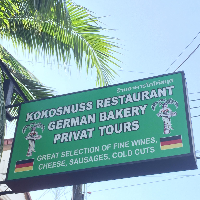 KOKOSNUSS RESTAURANT
GERMAN BAKERY
PRIVAT TOURS
GREAT SELECTION OF FINE WINES,
CHEESE, SAUSAGES, COLD CUTS